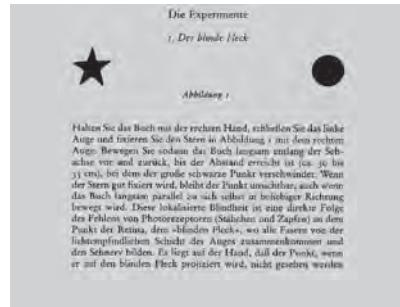 Die Experimente
1. Der blinde Fleck
Abbildung 1
Halten Sie das Buch mit der rechten Hand, schließen Sie das linke
Auge und fixieren Sie den Stern in Abbildung 1 mit dem rechten
Auge. Bewegen Sie sodann das Buch langsam entlang der Seh-
achse vor und zurück, bis der Abstand erreicht ist (ca. 30 bis
35 cm), bei dem der große schwarze Punkt verschwindet. Wenn
der Stern gut fixiert wird, bleibt der Punkt unsichtbar, auch wenn
das Buch langsam parallel zu sich selbst in beliebiger Richtung
bewegt wird. Diese lokalisierte Blindheit ist eine direkte Folge
des Fehlens von Photorezeptoren (Stäbchen und Zapfen) an dem
Punkt der Retina, dem »blinden Fleck«, wo alle Fasern von der
lichtempfindlichen Schicht des Auges zusammenkommen und
den Sehnerv bilden. Es liegt auf der Hand, daß der Punkt, wenn
er auf den blinden Fleck projiziert wird, nicht gesehen werden